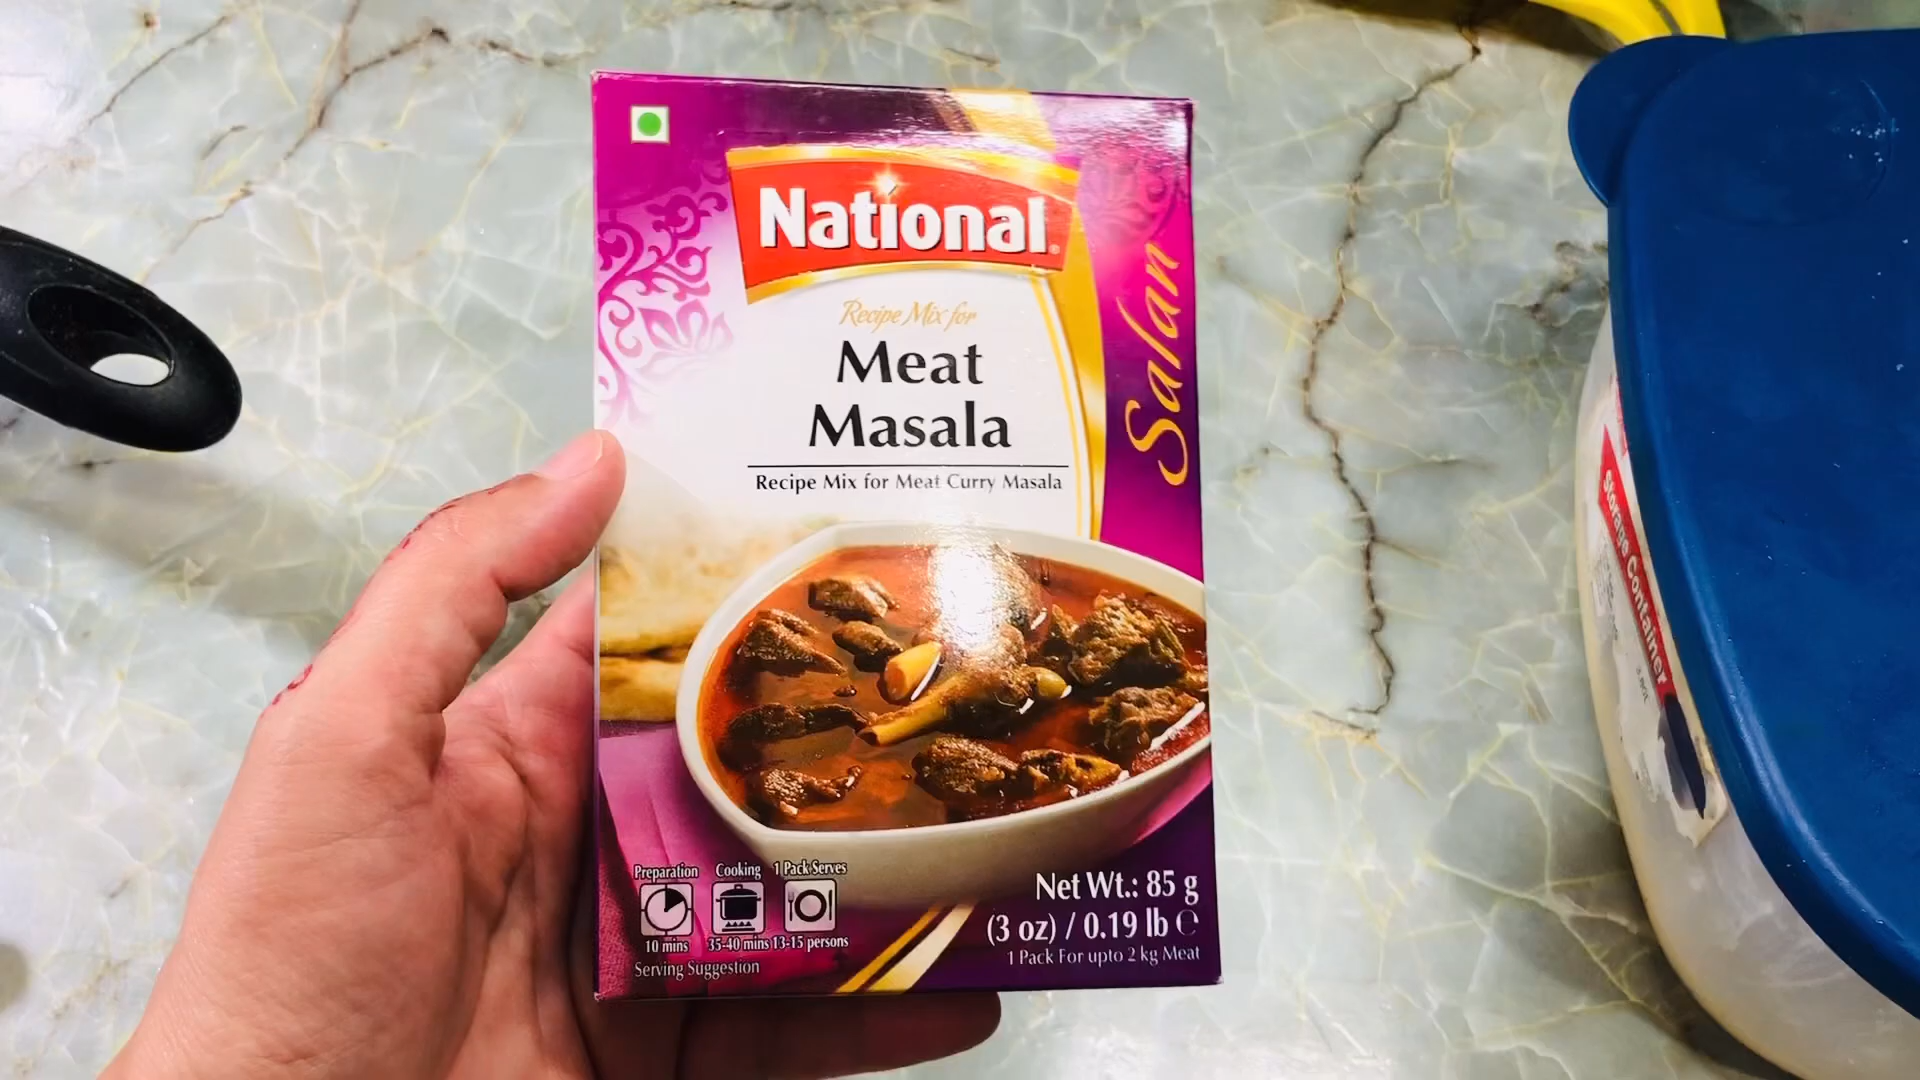 National
Recipe Mix for
Meat
Masala
Recipe Mix for Meat Curry Masala
Salan
Preparation
10 mins
Cooking
35-40 mins
1 Pack Serves
13-15 persons
Serving Suggestion
Net Wt.: 85 g
(3 oz) / 0.19 lb ℮
1 Pack For upto 2 kg Meat
Storage Container